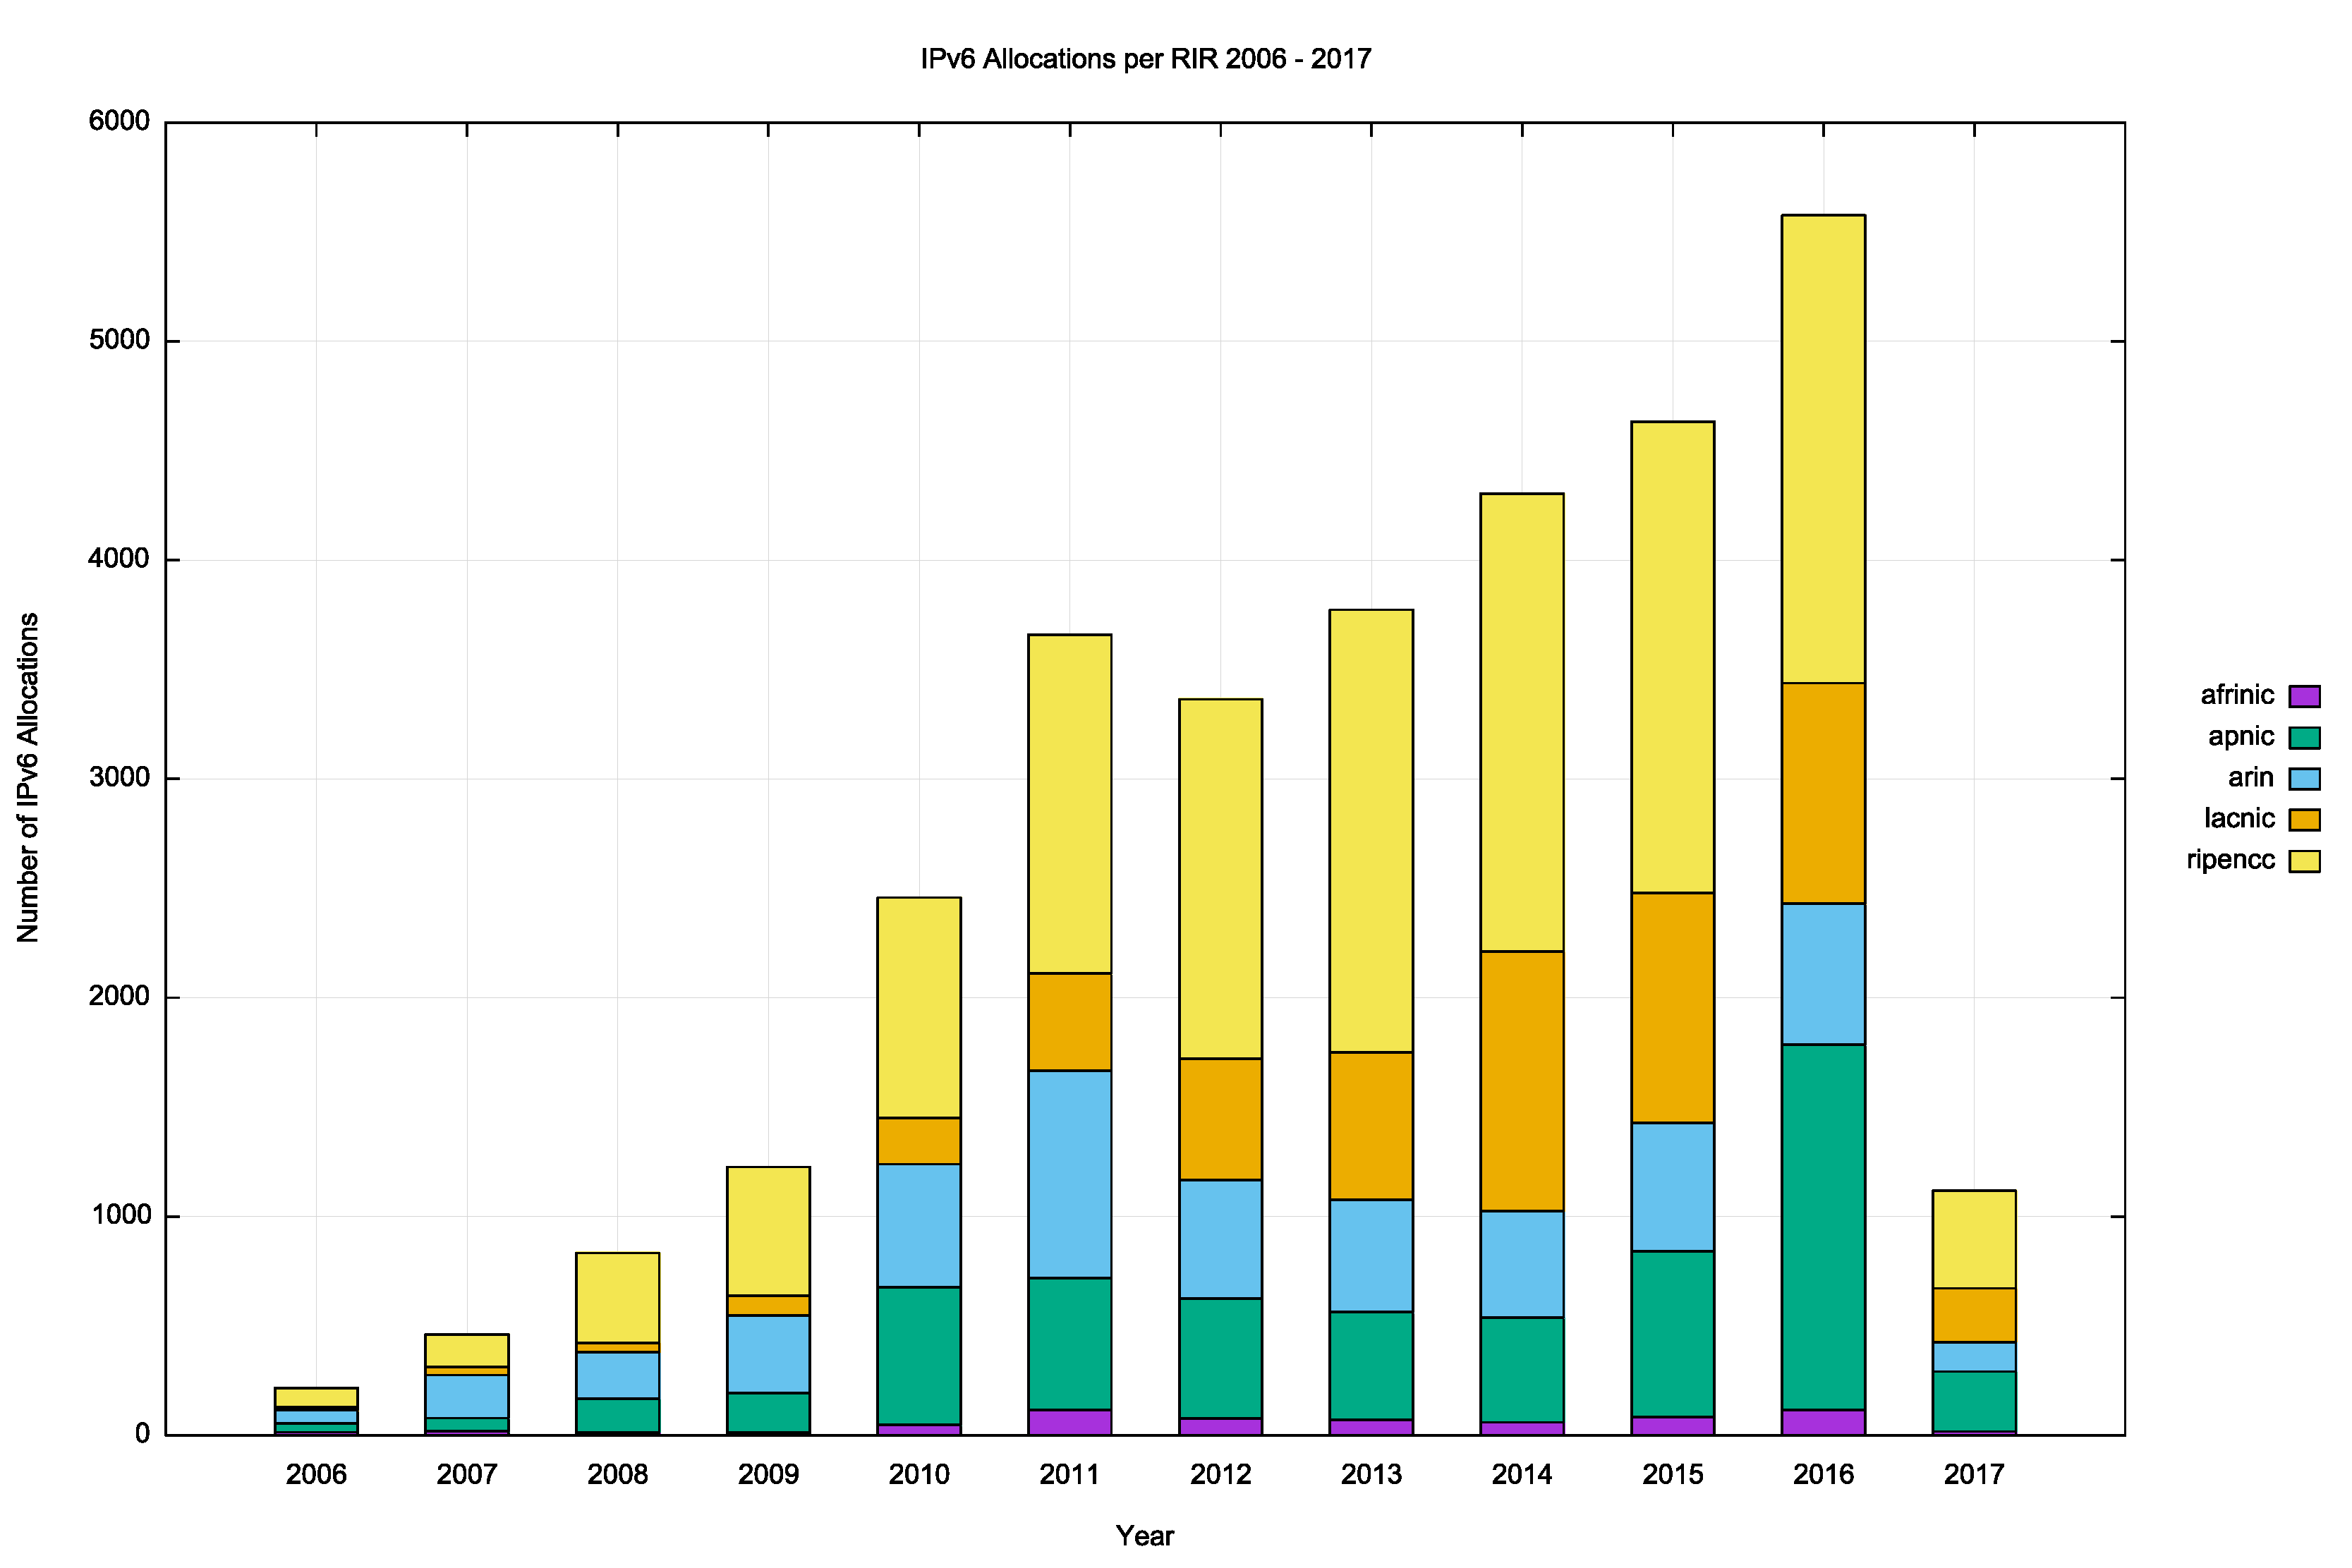 IPv6 Allocations per RIR 2006 - 2017
6000
5000
4000
3000
2000
1000
0
Number of IPv6 Allocations
2006 2007 2008 2009 2010 2011 2012 2013 2014 2015 2016 2017
Year
afrinic
apnic
arin
lacnic
ripencc